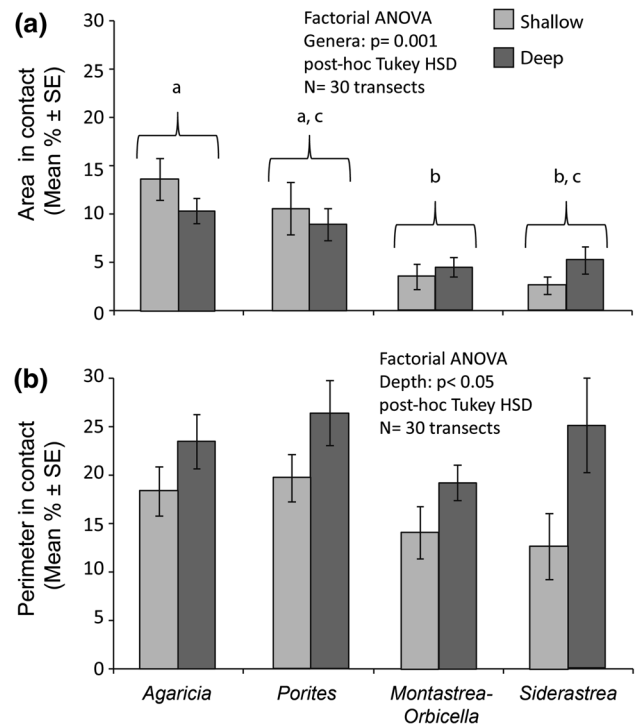 (a)
Factorial ANOVA
Genera: p= 0.001
post-hoc Tukey HSD
N= 30 transects
Shallow
Deep
Area in contact
(Mean % ± SE)
30
25
20
15
10
5
0
a
a, c
b
b, c
(b)
Factorial ANOVA
Depth: p< 0.05
post-hoc Tukey HSD
N= 30 transects
Perimeter in contact
(Mean % ± SE)
30
25
20
15
10
5
0
Agaricia
Porites
Montastrea-
Orbicella
Siderastrea